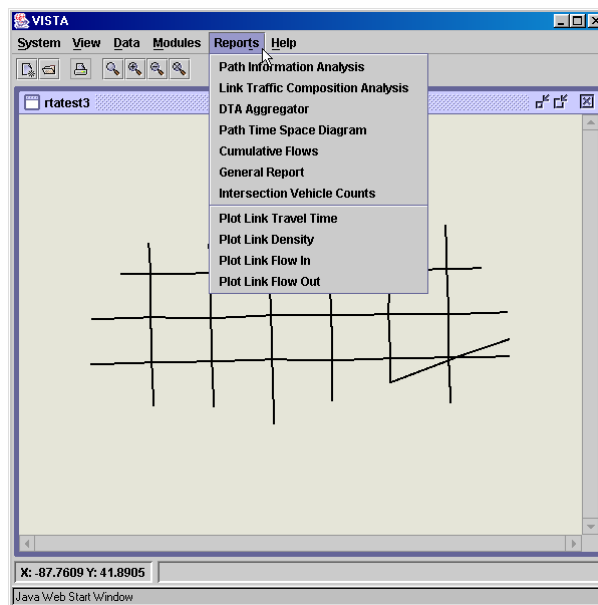 VISTA
System View Data Modules Reports Help
Path Information Analysis
Link Traffic Composition Analysis
rtatest3
DTA Aggregator
Path Time Space Diagram
Cumulative Flows
General Report
Intersection Vehicle Counts
Plot Link Travel Time
Plot Link Density
Plot Link Flow In
Plot Link Flow Out
X: -87.7609 Y: 41.8905
Java Web Start Window